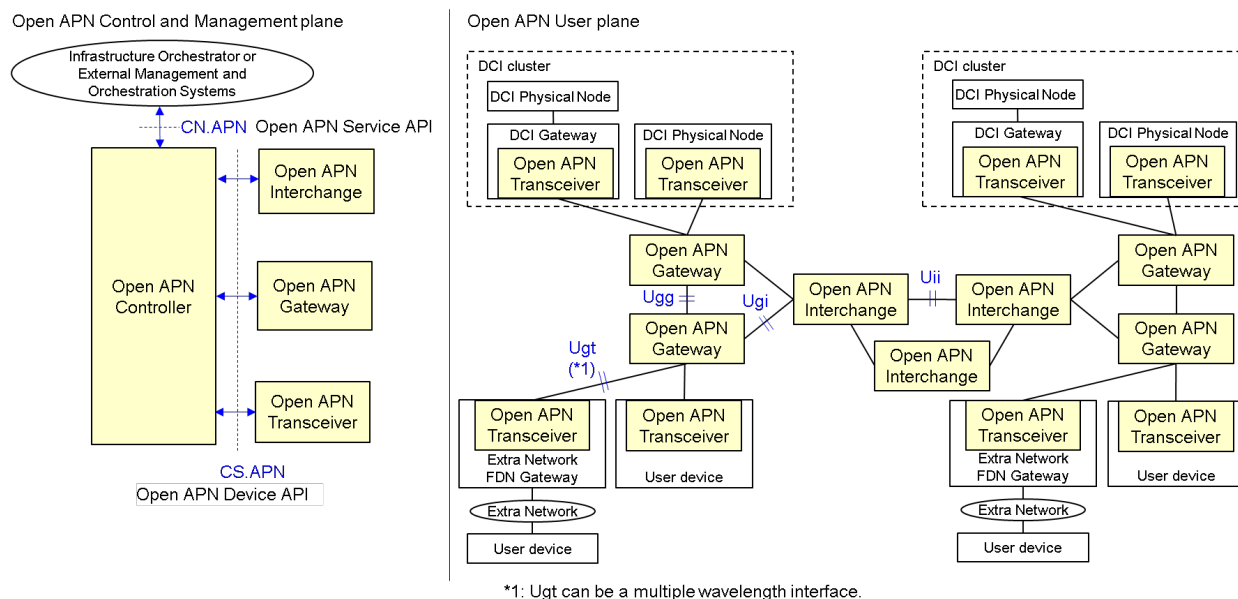 Open APN Control and Management plane
Infrastructure Orchestrator or
External Management and
Orchestration Systems
CN.APN
Open APN Service API
Open APN
Controller
Open APN
Interchange
Open APN
Gateway
Open APN
Transceiver
CS.APN
Open APN Device API
Open APN User plane
DCI cluster
DCI Physical Node
DCI Gateway
Open APN
Transceiver
DCI Physical Node
Open APN
Transceiver
DCI cluster
DCI Physical Node
DCI Gateway
Open APN
Transceiver
DCI Physical Node
Open APN
Transceiver
Open APN
Gateway
Ugg
Ugi
Open APN
Gateway
Open APN
Interchange
Uii
Open APN
Interchange
Open APN
Interchange
Open APN
Gateway
Open APN
Gateway
Ugt
(*1)
Open APN
Transceiver
Extra Network
FDN Gateway
Extra Network
User device
Open APN
Transceiver
User device
Open APN
Transceiver
Extra Network
FDN Gateway
Extra Network
User device
Open APN
Transceiver
User device
*1: Ugt can be a multiple wavelength interface.